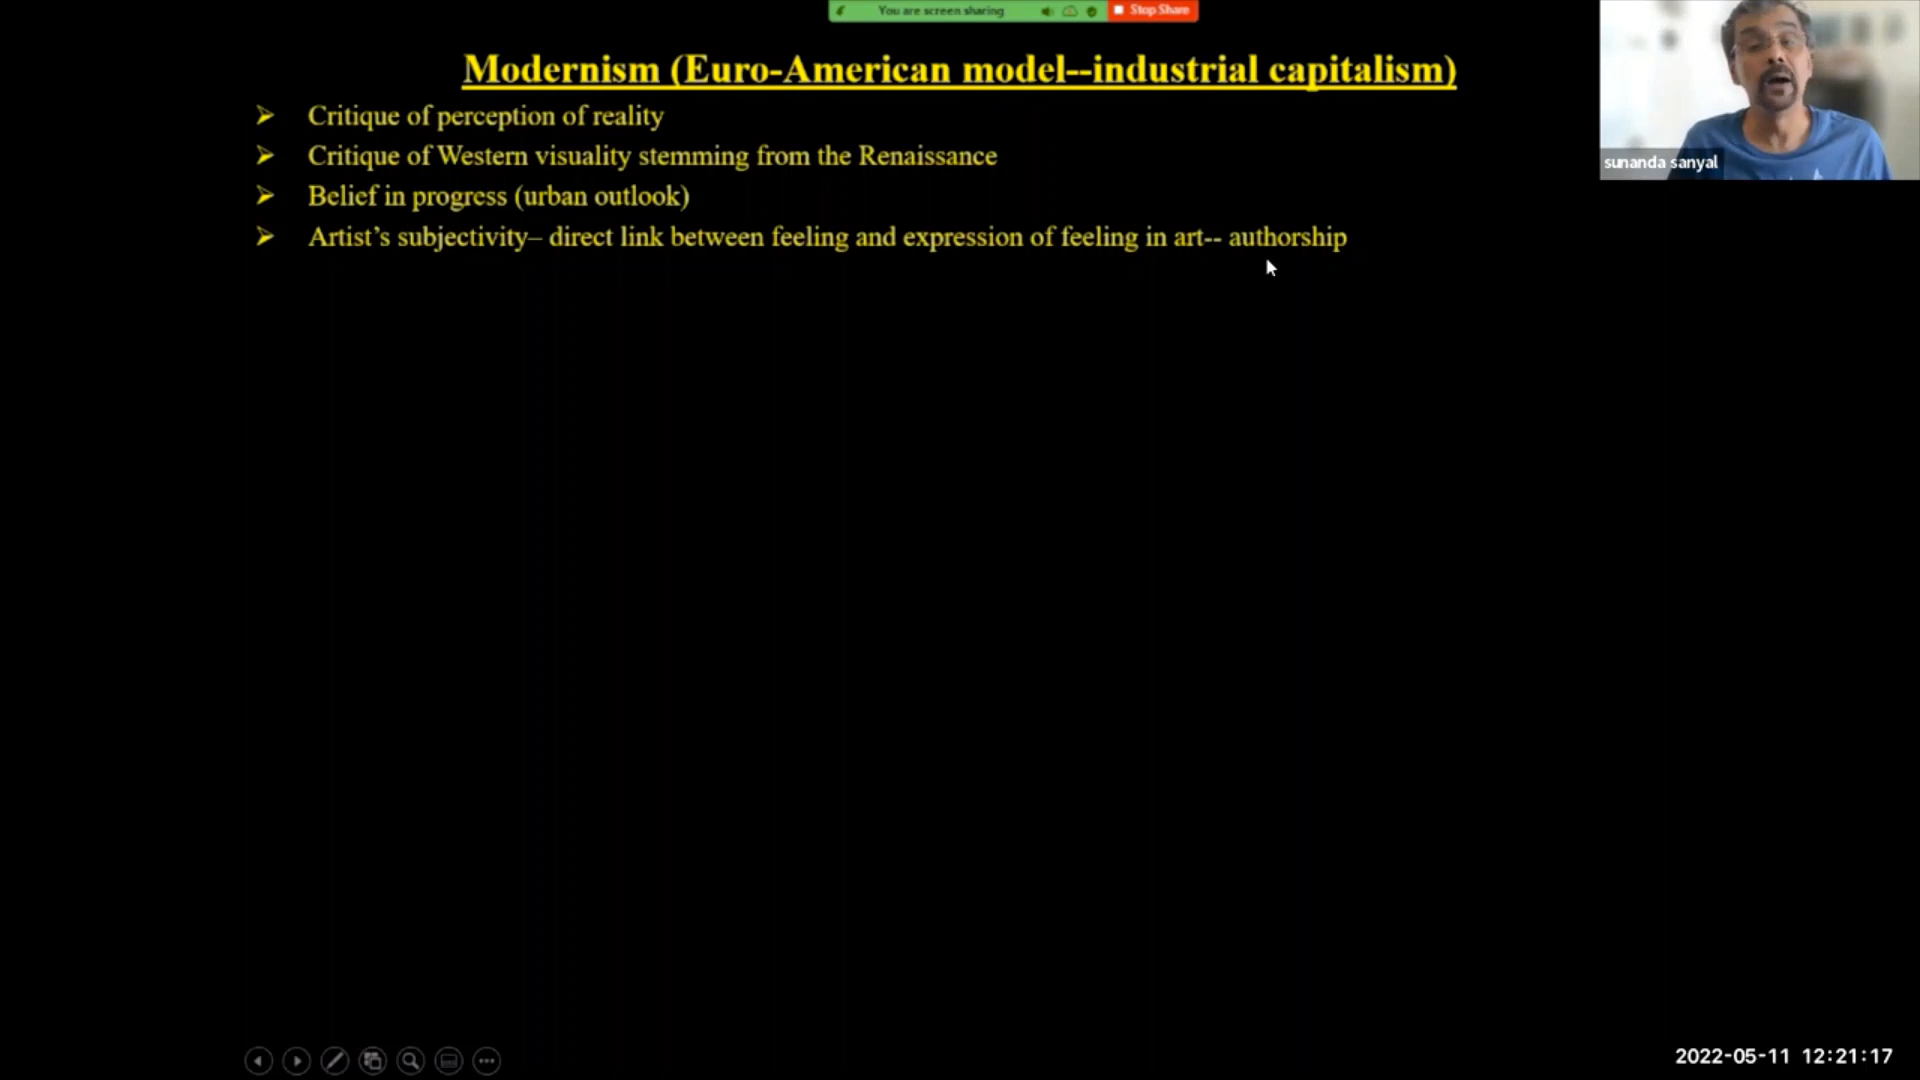 You are screen sharing
Stop Share
Modernism (Euro-American model--industrial capitalism)
➢ Critique of perception of reality
➢ Critique of Western visuality stemming from the Renaissance
➢ Belief in progress (urban outlook)
➢ Artist’s subjectivity– direct link between feeling and expression of feeling in art-- authorship
sunanda sanyal
2022-05-11 12:21:17